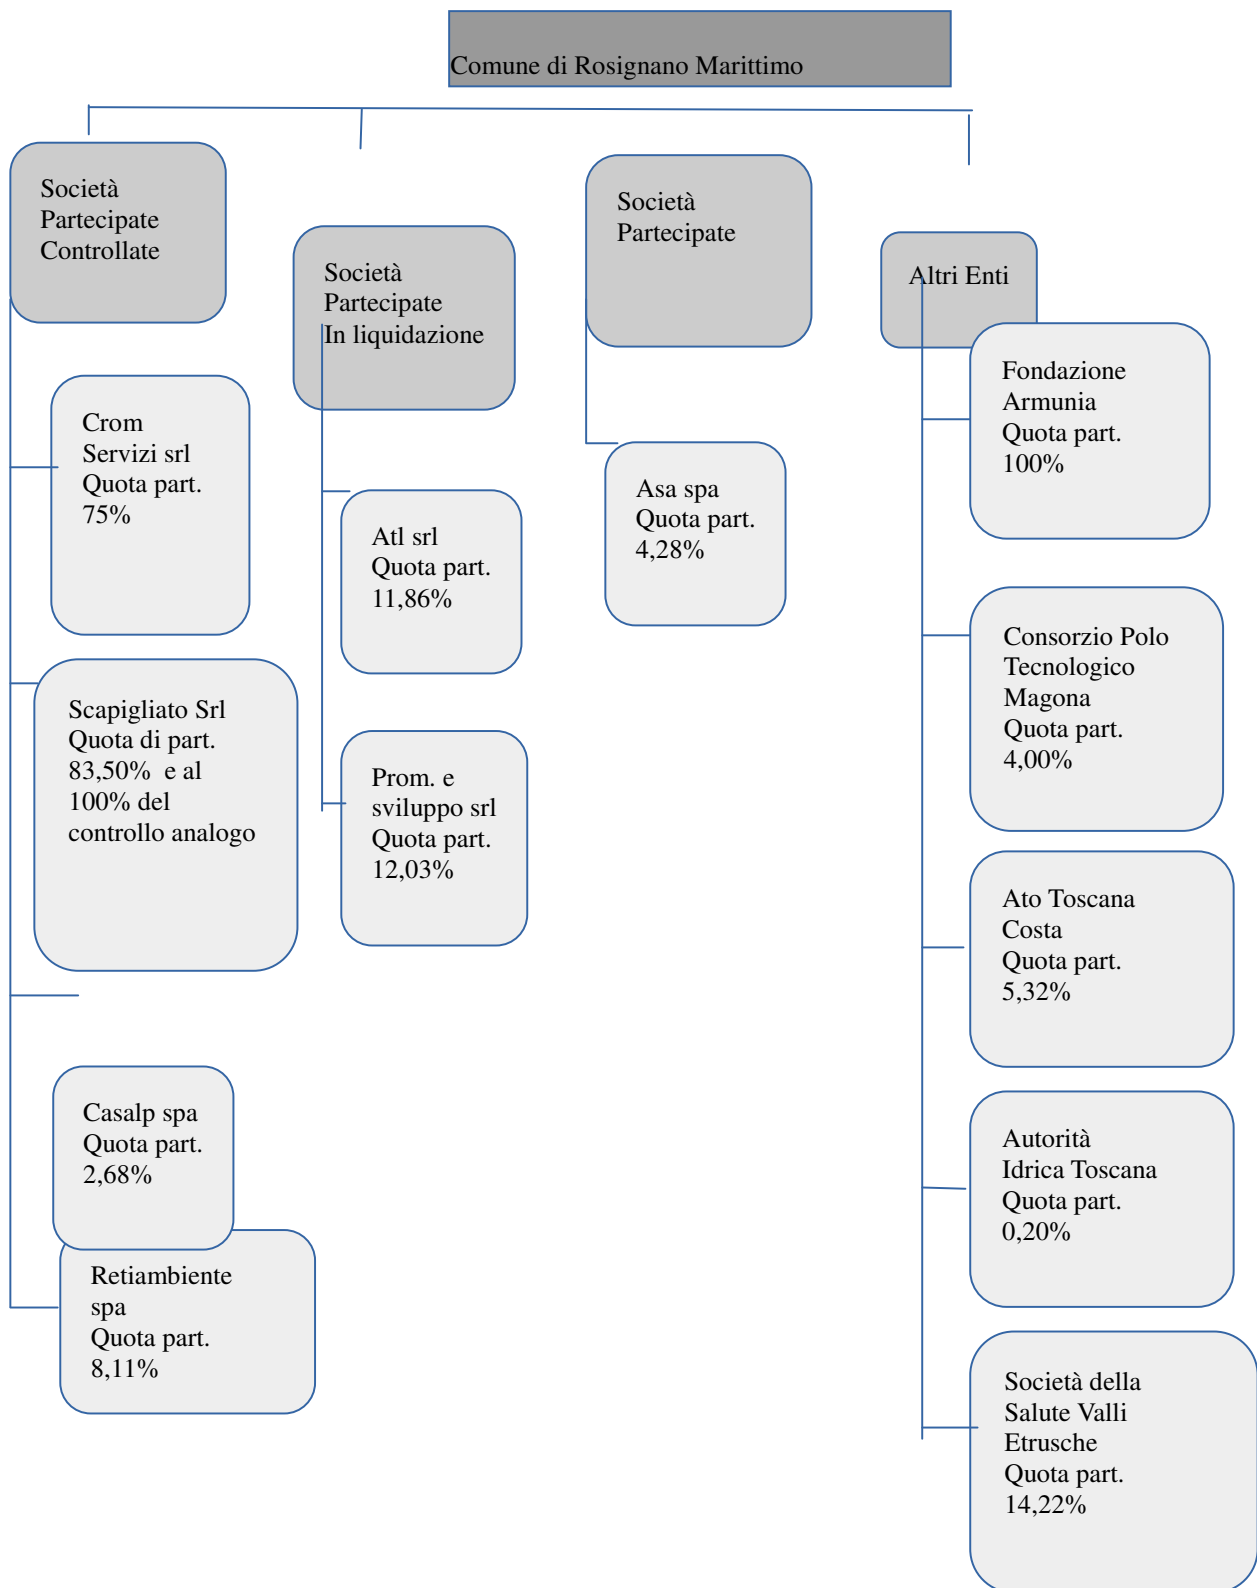 Comune di Rosignano Marittimo
Società
Partecipate
Controllate
Crom
Servizi srl
Quota part.
75%
Scapigliato Srl
Quota di part.
83,50% e al
100% del
controllo analogo
Casalp spa
Quota part.
2,68%
Retiambiente
spa
Quota part.
8,11%
Società
Partecipate
In liquidazione
Atl srl
Quota part.
11,86%
Prom. e
sviluppo srl
Quota part.
12,03%
Società
Partecipate
Asa spa
Quota part.
4,28%
Altri Enti
Fondazione
Armunia
Quota part.
100%
Consorzio Polo
Tecnologico
Magona
Quota part.
4,00%
Ato Toscana
Costa
Quota part.
5,32%
Autorità
Idrica Toscana
Quota part.
0,20%
Società della
Salute Valli
Etrusche
Quota part.
14,22%